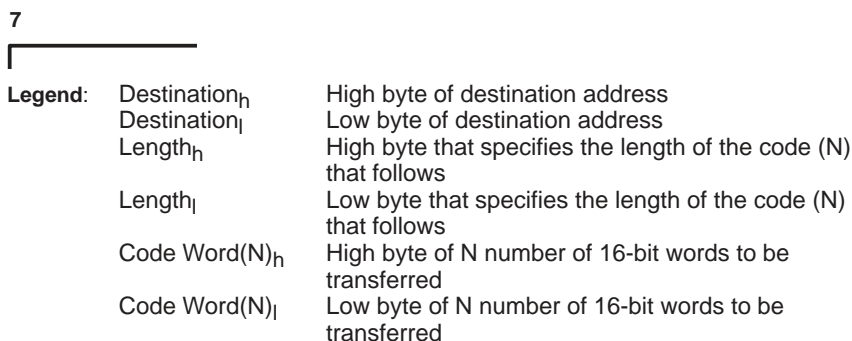 7
Legend: Destinationh High byte of destination address
Destinationl Low byte of destination address
Lengthh High byte that specifies the length of the code (N)
that follows
Lengthl Low byte that specifies the length of the code (N)
that follows
Code Word(N)h High byte of N number of 16-bit words to be
transferred
Code Word(N)l Low byte of N number of 16-bit words to be
transferred